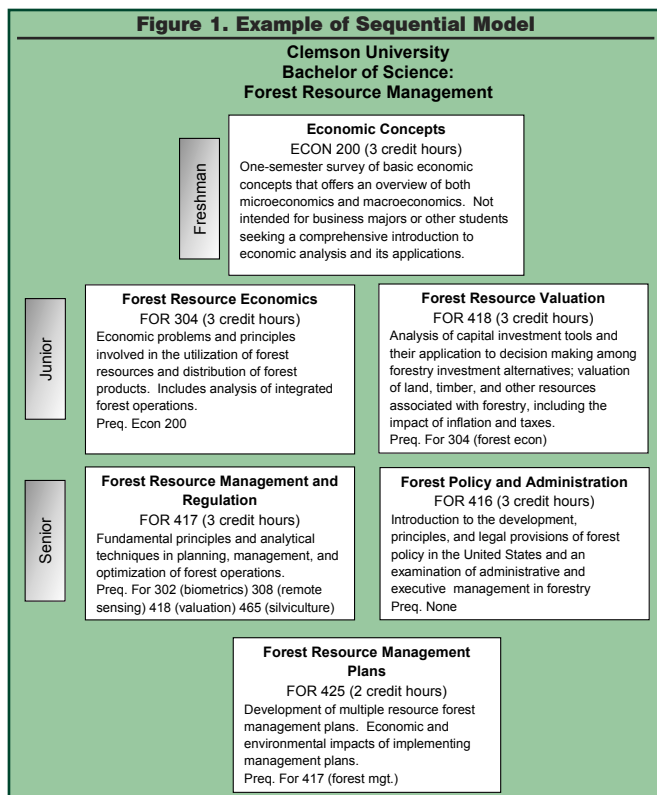 Figure 1. Example of Sequential Model
Clemson University
Bachelor of Science:
Forest Resource Management
Freshman
Economic Concepts
ECON 200 (3 credit hours)
One-semester survey of basic economic
concepts that offers an overview of both
microeconomics and macroeconomics. Not
intended for business majors or other students
seeking a comprehensive introduction to
economic analysis and its applications.
Junior
Forest Resource Economics
FOR 304 (3 credit hours)
Economic problems and principles
involved in the utilization of forest
resources and distribution of forest
products. Includes analysis of integrated
forest operations.
Preq. Econ 200
Forest Resource Valuation
FOR 418 (3 credit hours)
Analysis of capital investment tools and
their application to decision making among
forestry investment alternatives; valuation
of land, timber, and other resources
associated with forestry, including the
impact of inflation and taxes.
Preq. For 304 (forest econ)
Senior
Forest Resource Management and
Regulation
FOR 417 (3 credit hours)
Fundamental principles and analytical
techniques in planning, management, and
optimization of forest operations.
Preq. For 302 (biometrics) 308 (remote
sensing) 418 (valuation) 465 (silviculture)
Forest Policy and Administration
FOR 416 (3 credit hours)
Introduction to the development,
principles, and legal provisions of forest
policy in the United States and an
examination of administrative and
executive management in forestry
Preq. None
Forest Resource Management
Plans
FOR 425 (2 credit hours)
Development of multiple resource forest
management plans. Economic and
environmental impacts of implementing
management plans.
Preq. For 417 (forest mgt.)